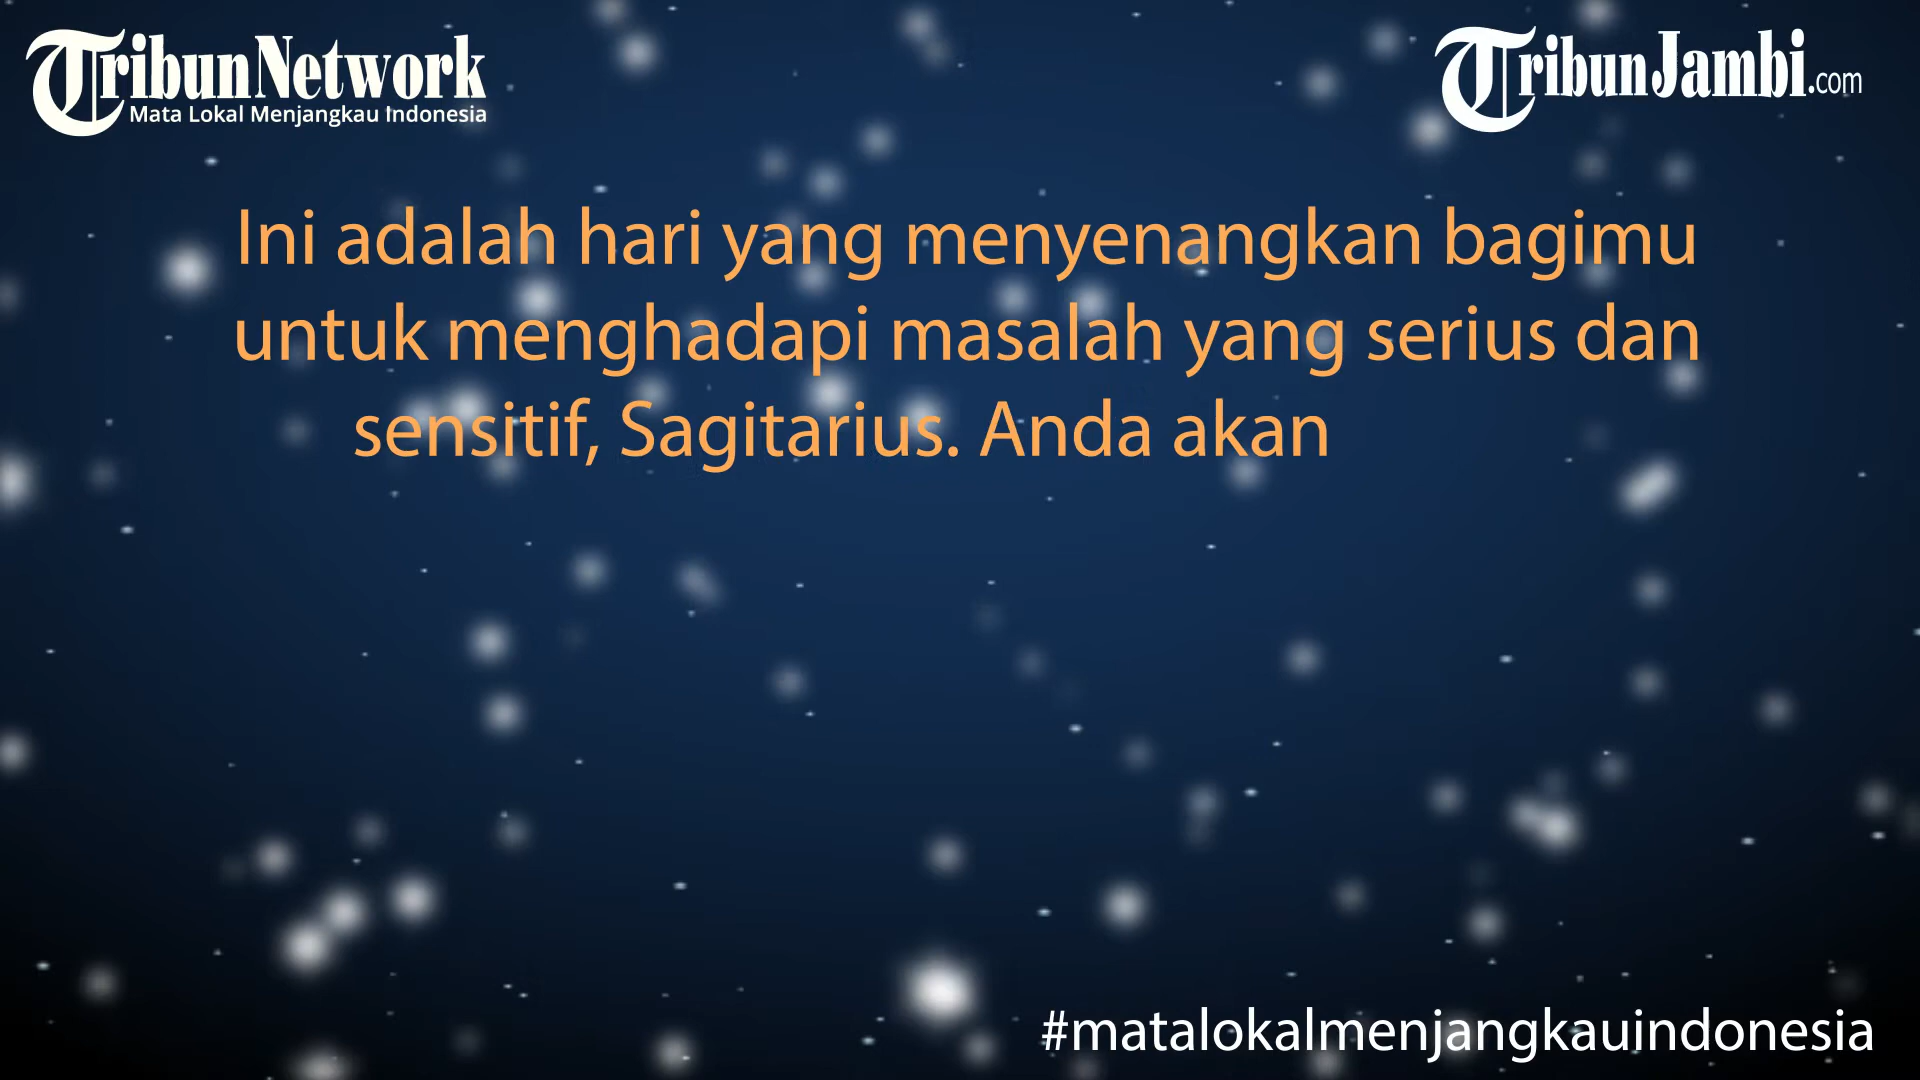 TribunNetwork
Mata Lokal Menjangkau Indonesia
TribunJambi.com
Ini adalah hari yang menyenangkan bagimu
untuk menghadapi masalah yang serius dan
sensitif, Sagitarius. Anda akan
#matalokalmenjangkauindonesia